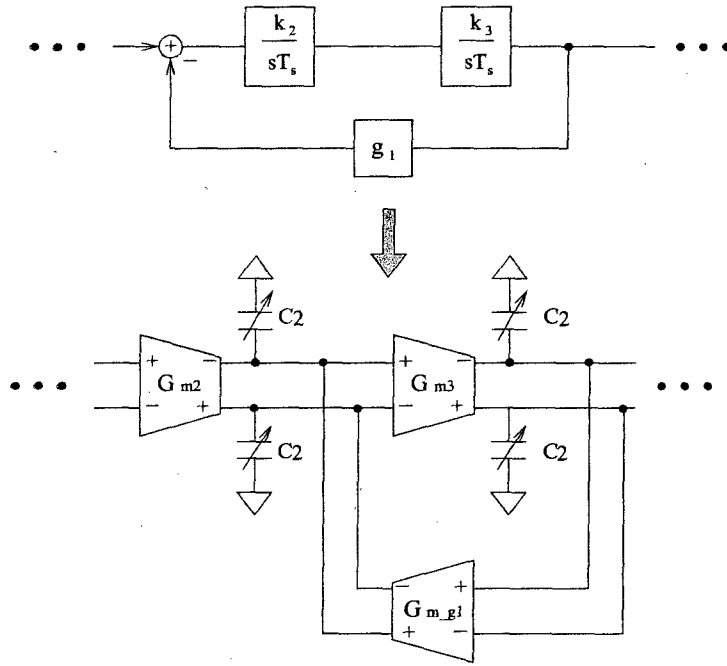 k2 k3
sTs sTs
+
−
g1
C2 C2
+ − + −
Gm2 Gm3
− + − +
C2 C2
− +
Gm_g1
+ −